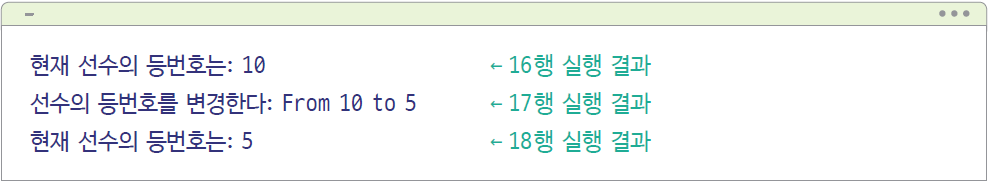 현재 선수의 등번호는: 10 ← 16행 실행 결과
선수의 등번호를 변경한다: From 10 to 5 ← 17행 실행 결과
현재 선수의 등번호는: 5 ← 18행 실행 결과